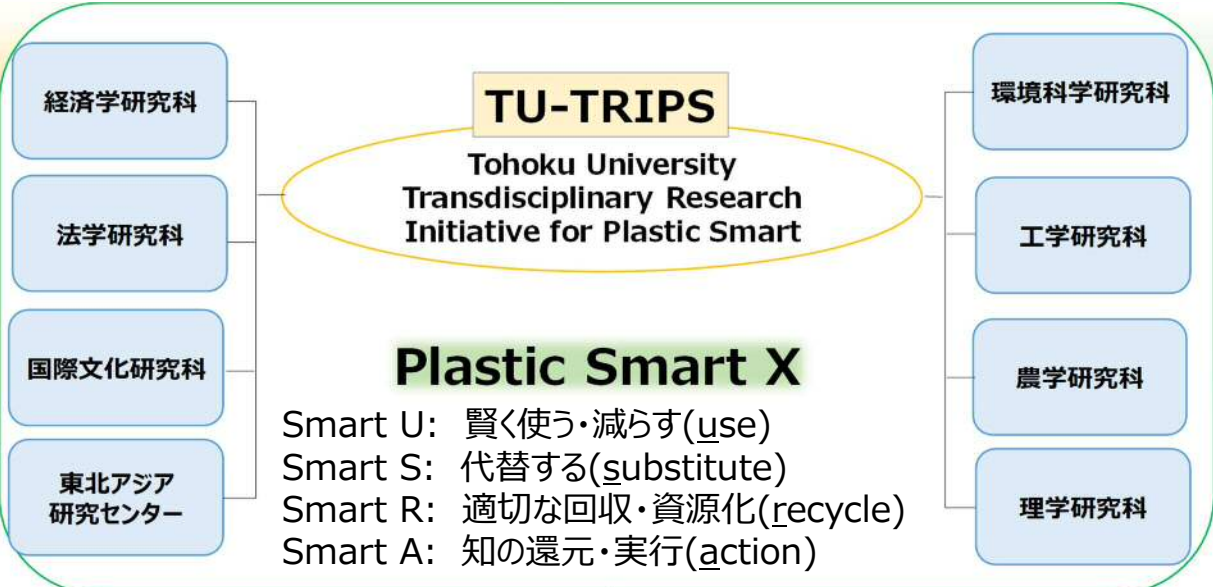 経済学研究科
法学研究科
国際文化研究科
東北アジア
研究センター
TU-TRIPS
Tohoku University
Transdisciplinary Research
Initiative for Plastic Smart
Plastic Smart X
Smart U: 賢く使う・減らす(use)
Smart S: 代替する(substitute)
Smart R: 適切な回収・資源化(recycle)
Smart A: 知の還元・実行(action)
環境科学研究科
工学研究科
農学研究科
理学研究科